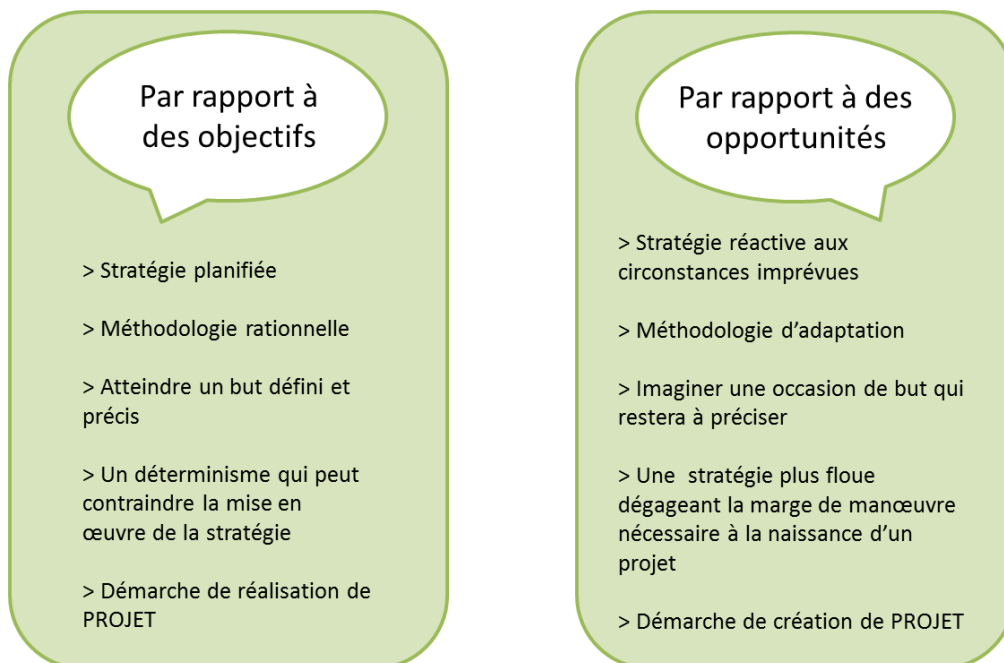 Par rapport à
des objectifs
> Stratégie planifiée
> Méthodologie rationnelle
> Atteindre un but défini et
précis
> Un déterminisme qui peut
contraindre la mise en
œuvre de la stratégie
> Démarche de réalisation de
PROJET
Par rapport à des
opportunités
> Stratégie réactive aux
circonstances imprévues
> Méthodologie d’adaptation
> Imaginer une occasion de but qui
restera à préciser
> Une  stratégie plus floue
dégageant la marge de manœuvre
nécessaire à la naissance d’un
projet
> Démarche de création de PROJET